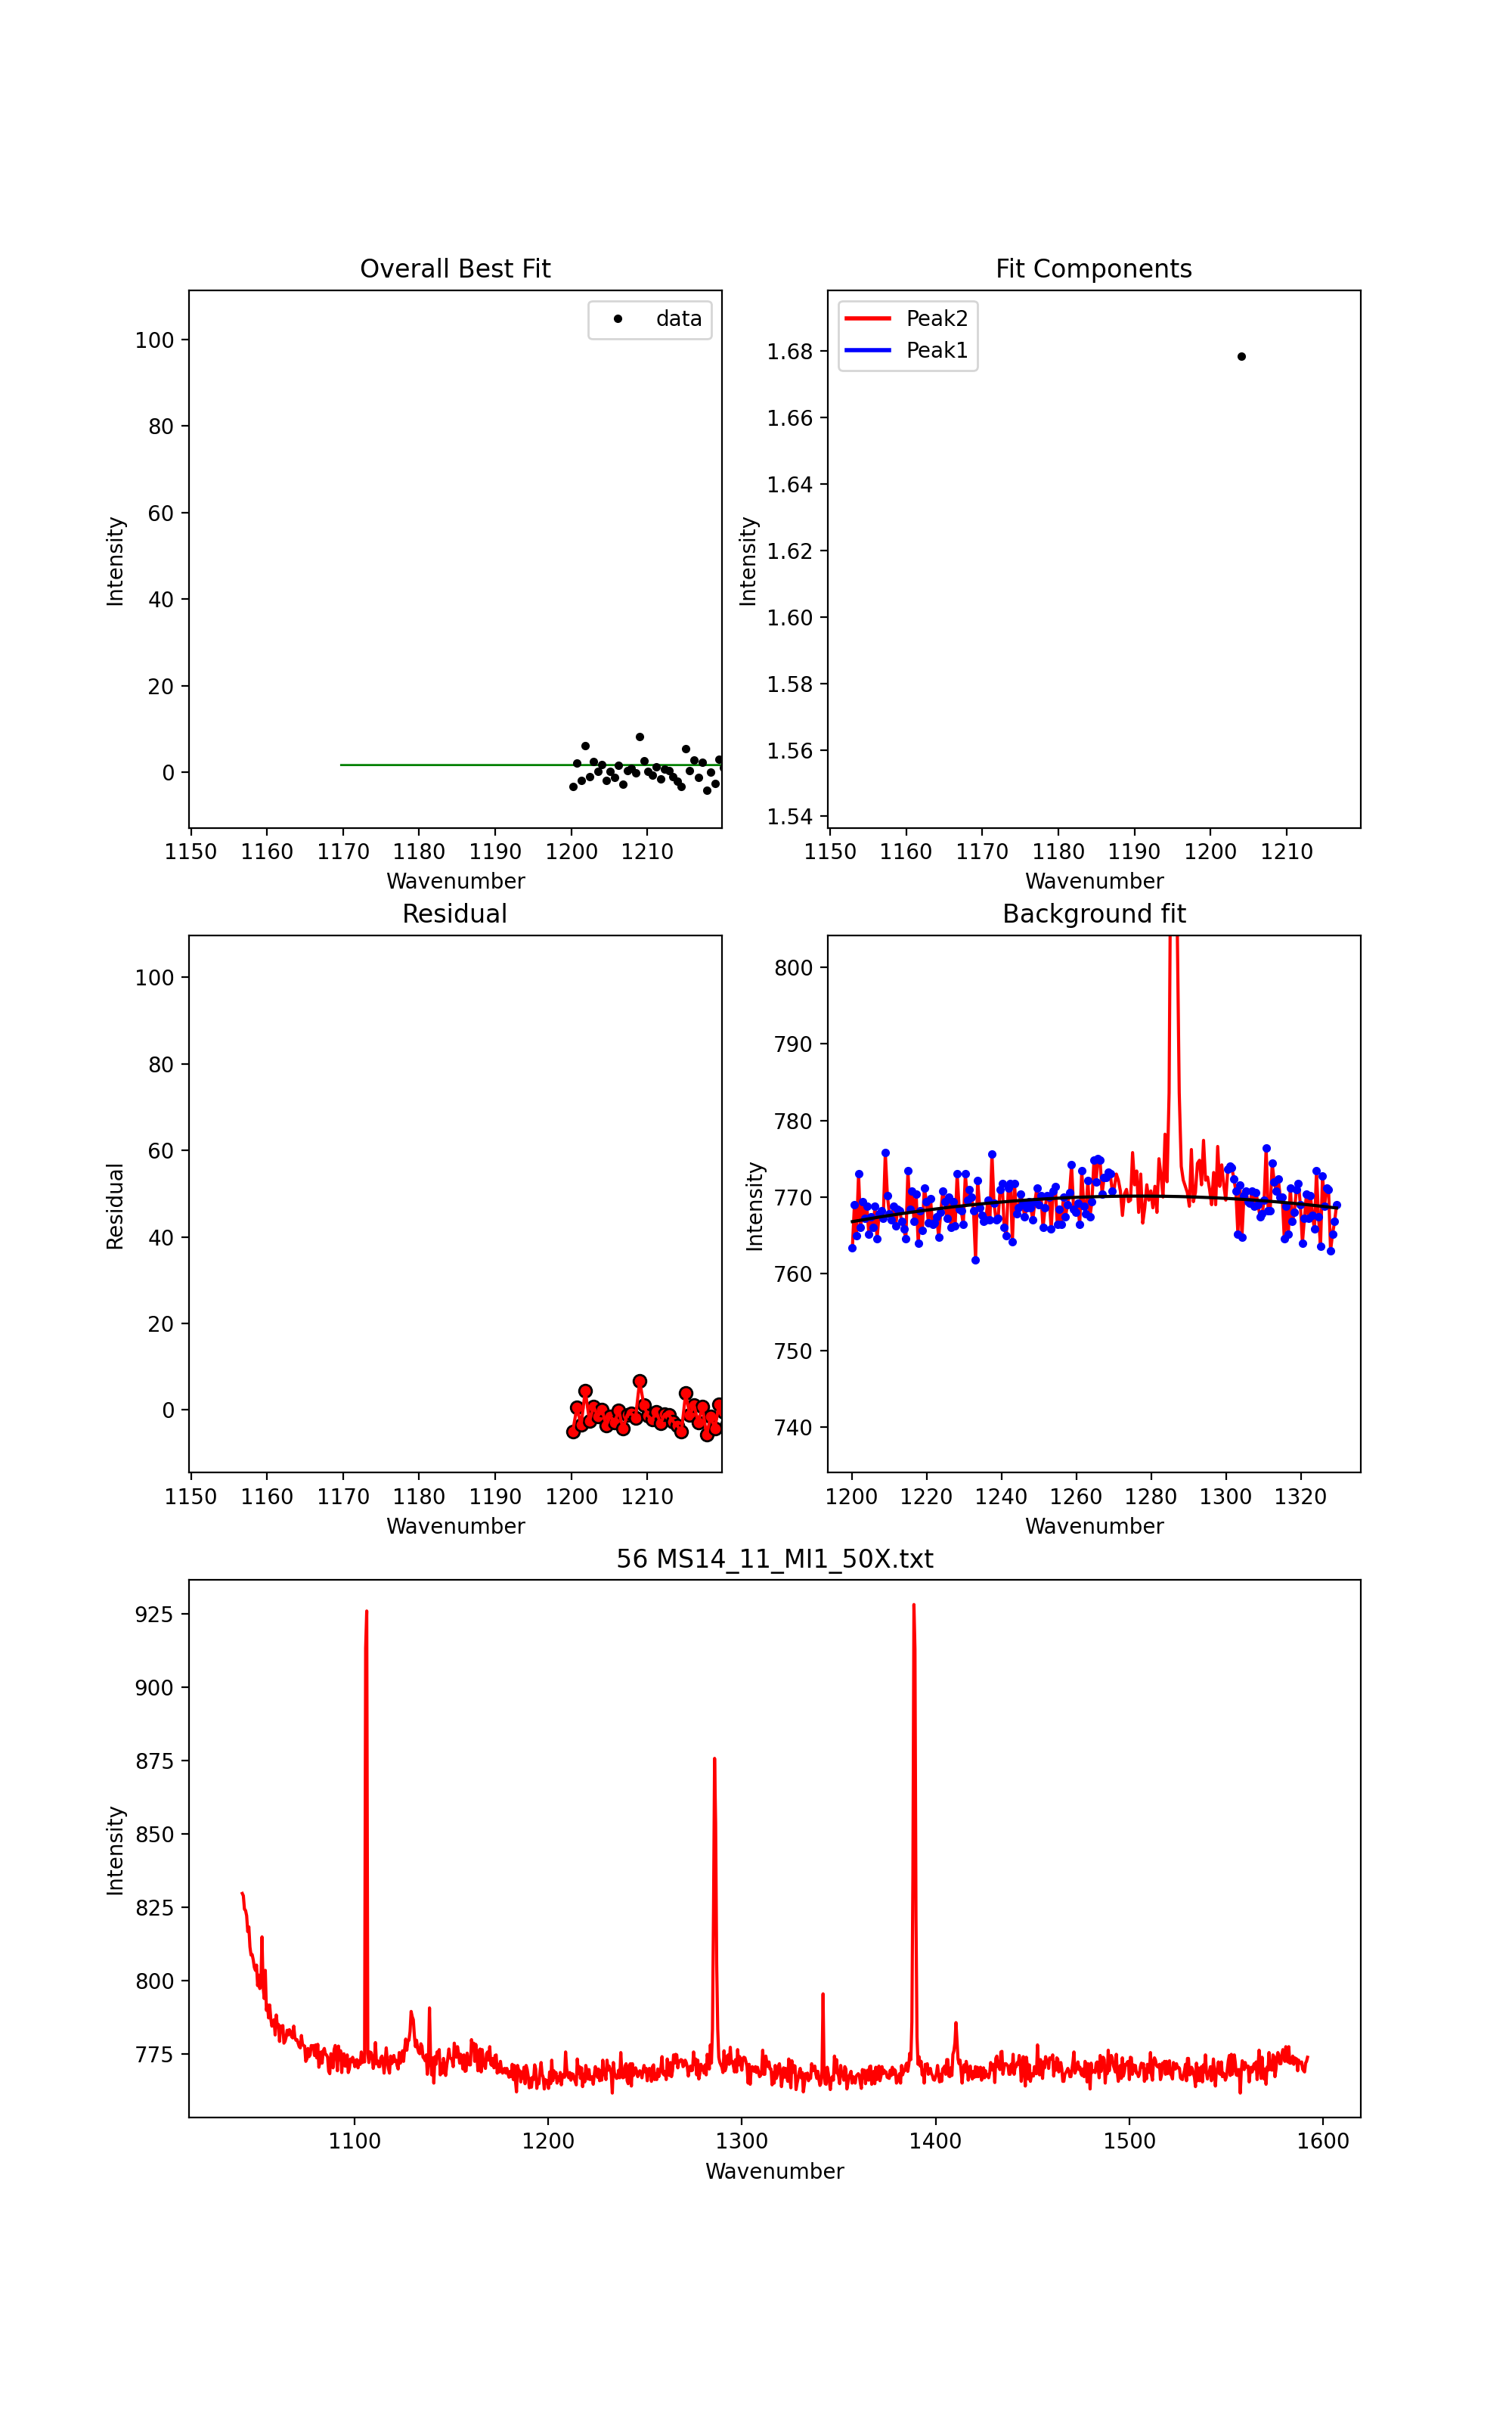 Overall Best Fit
Fit Components
100
80
60
40
20
0
Intensity
data
1150 1160 1170 1180 1190 1200 1210
Wavenumber
1.68
1.66
1.64
1.62
1.60
1.58
1.56
1.54
Intensity
Peak2
Peak1
1150 1160 1170 1180 1190 1200 1210
Wavenumber
Residual
Background fit
100
80
60
40
20
0
Residual
1150 1160 1170 1180 1190 1200 1210
Wavenumber
800
790
780
770
760
750
740
Intensity
1200 1220 1240 1260 1280 1300 1320
Wavenumber
56 MS14_11_MI1_50X.txt
925
900
875
850
825
800
775
Intensity
1100 1200 1300 1400 1500 1600
Wavenumber